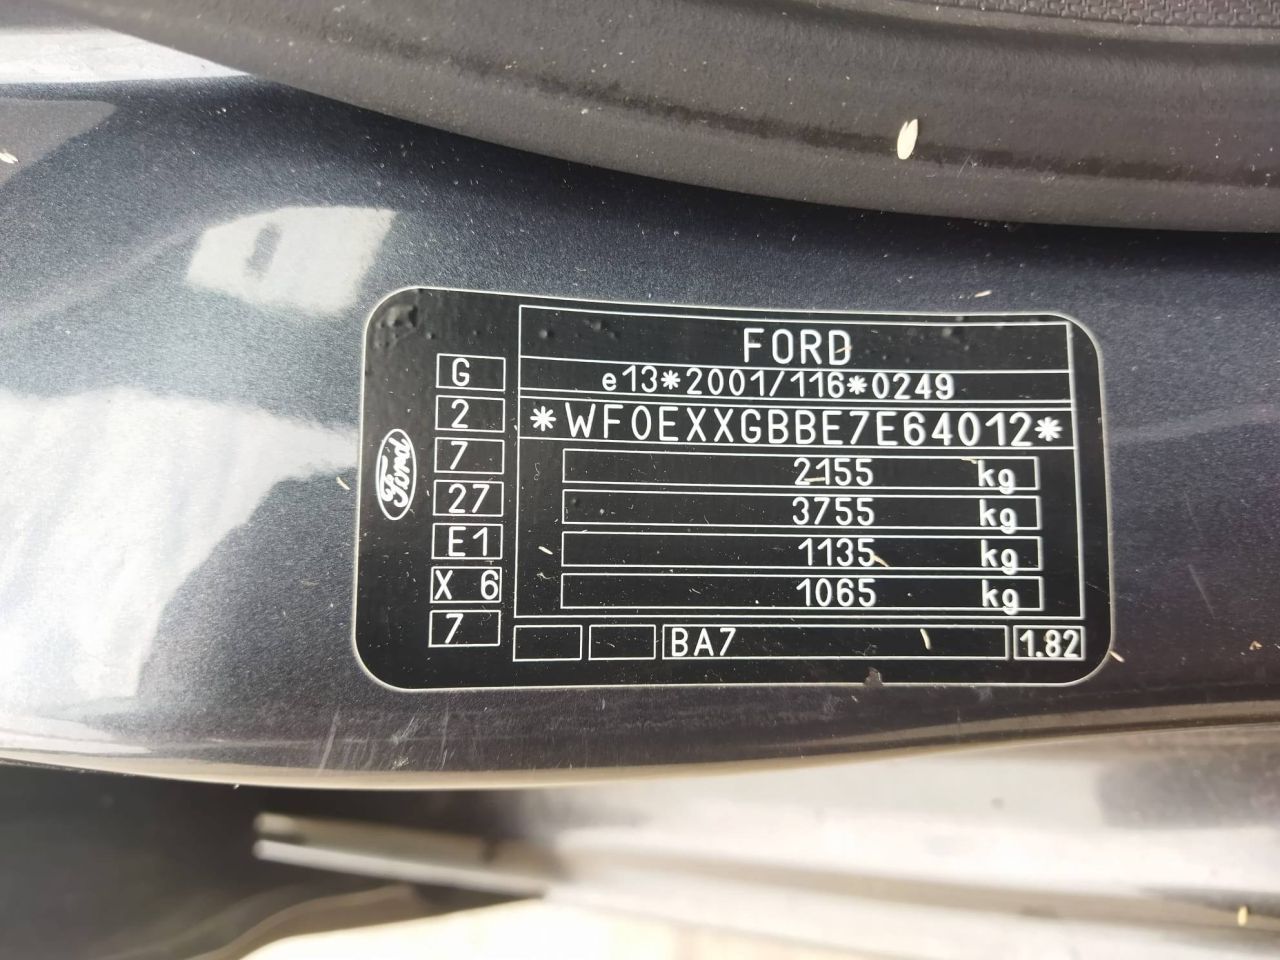 Ford
G
2
7
27
E1
X 6
7
FORD
e13*2001/116*0249
*WF0EXXGBBE7E64012*
2155 kg
3755 kg
1135 kg
1065 kg
BA7
1.82